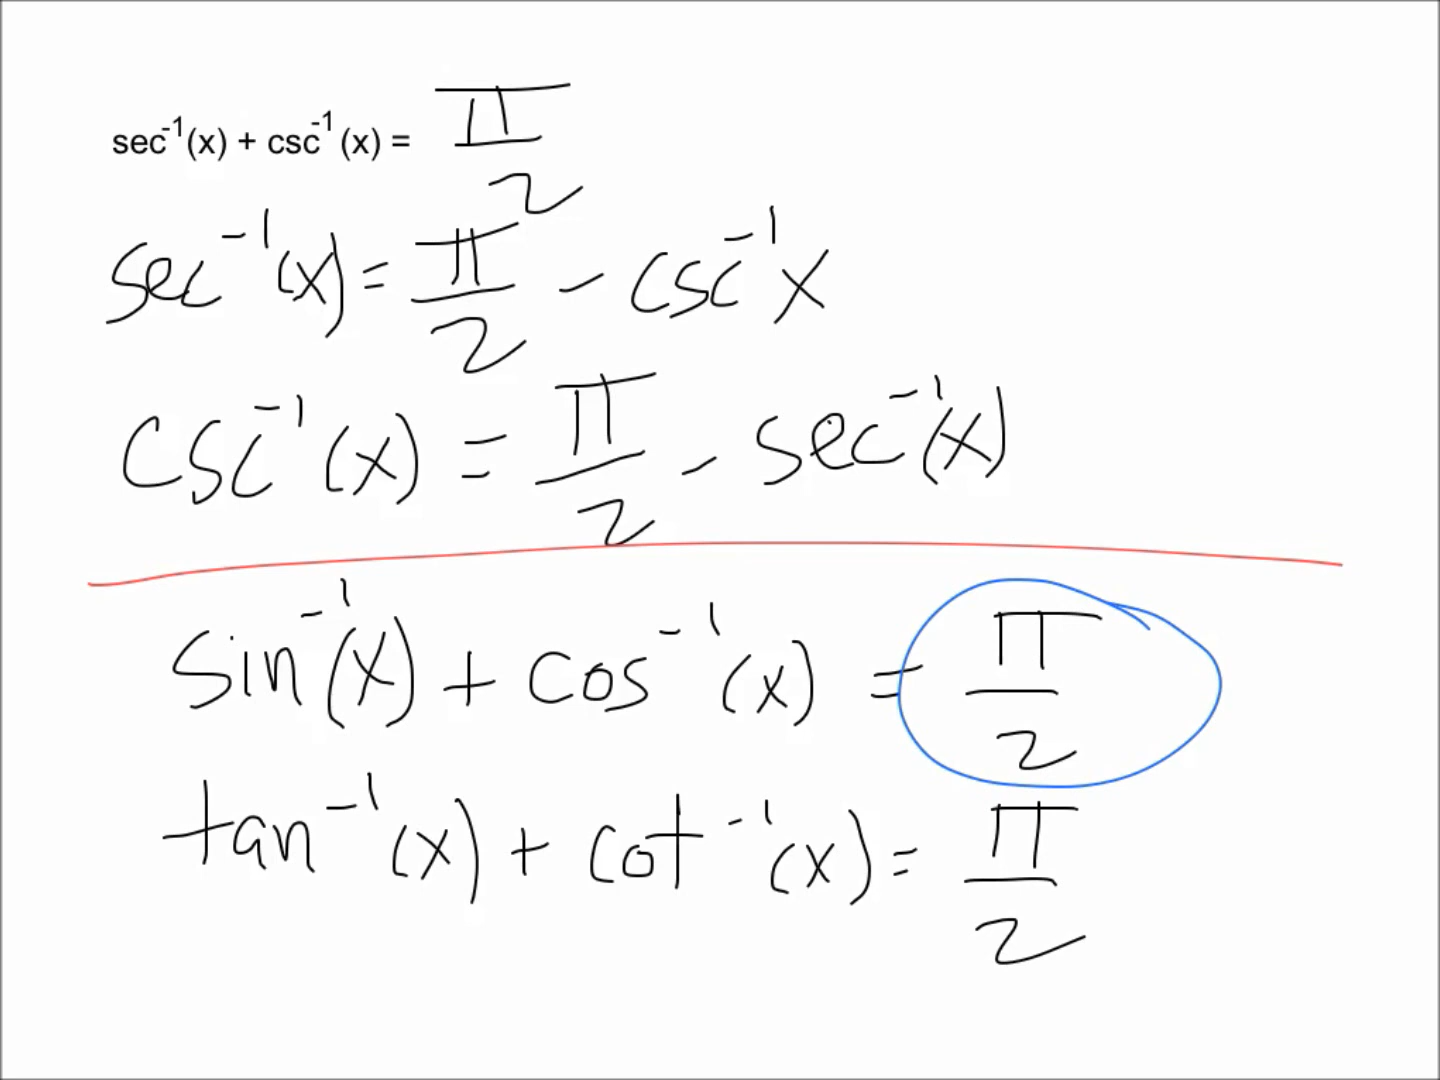 sec⁻¹(x) + csc⁻¹(x) = π/2
sec⁻¹(x) = π/2 - csc⁻¹x
csc⁻¹(x) = π/2 - sec⁻¹(x)
sin⁻¹(x) + cos⁻¹(x) = π/2
tan⁻¹(x) + cot⁻¹(x) = π/2